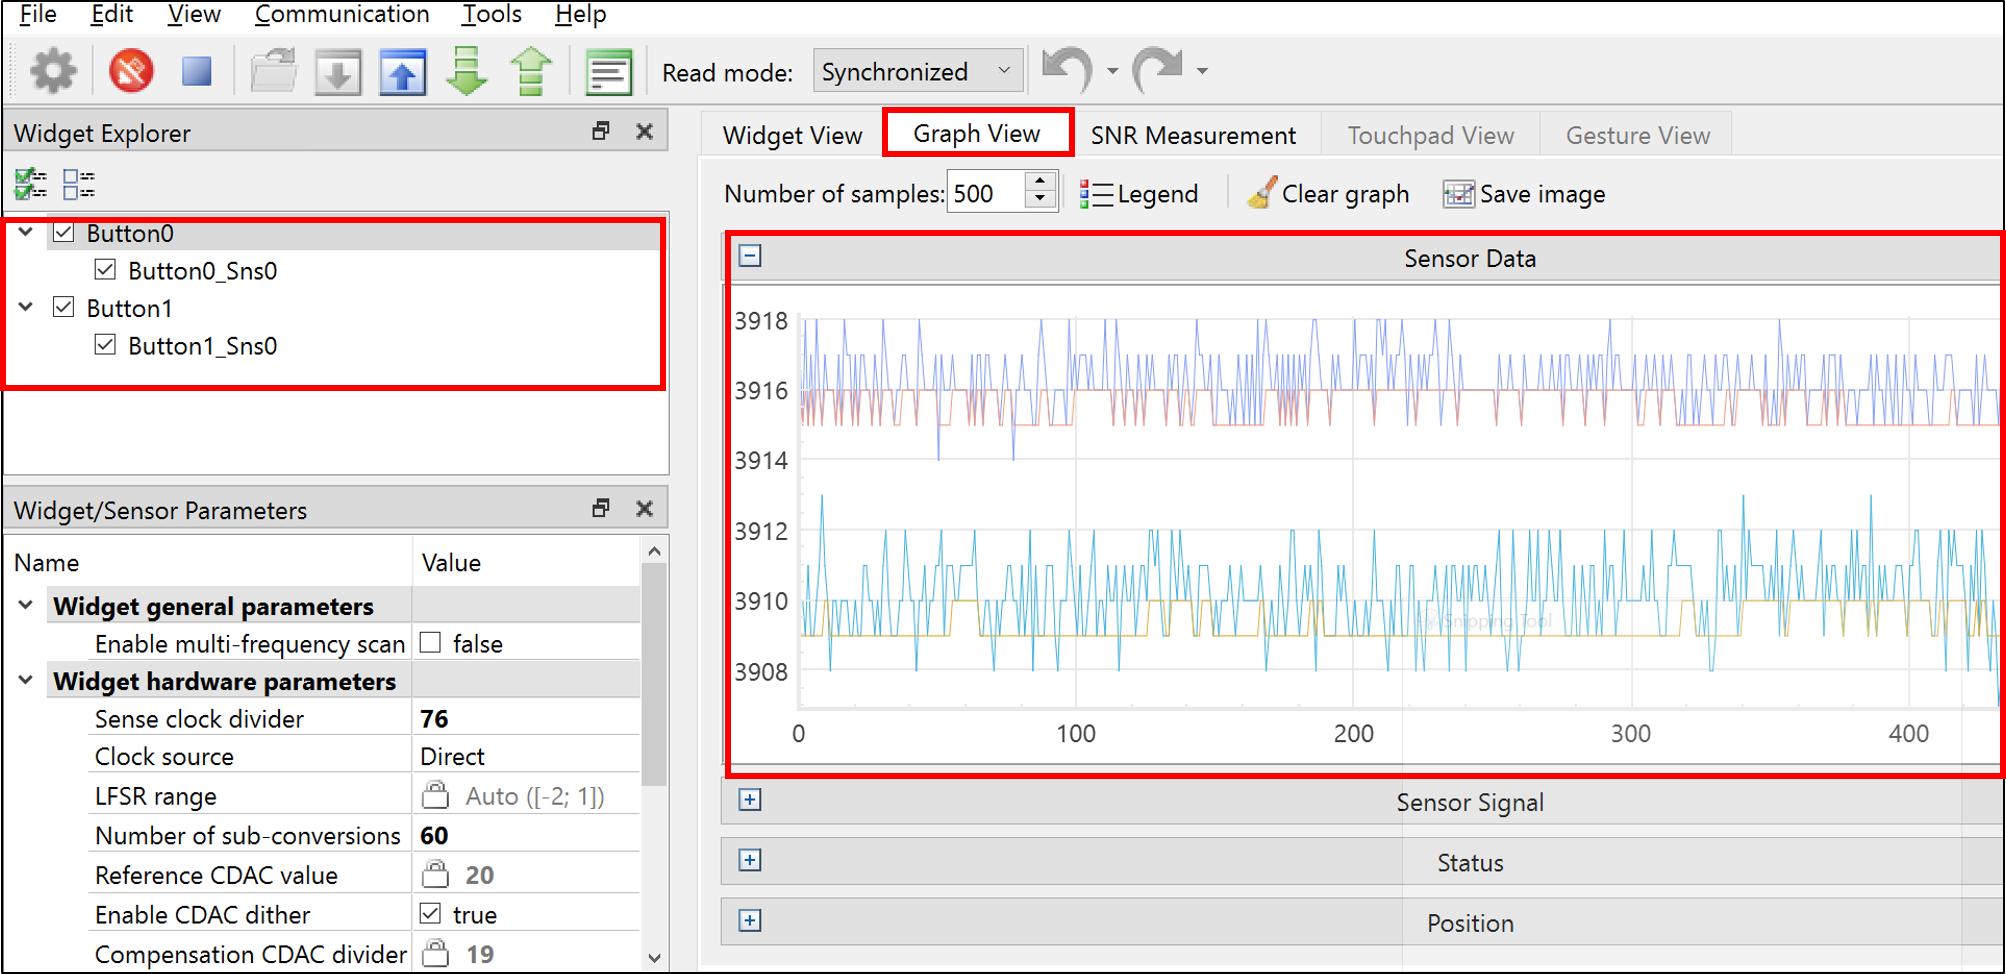 File Edit View Communication Tools Help
Read mode: Synchronized
Widget Explorer
Widget View Graph View SNR Measurement Touchpad View Gesture View
Number of samples: 500 Legend Clear graph Save image
Button0
Button0_Sns0
Button1
Button1_Sns0
Sensor Data
3918
3916
3914
3912
3910
3908
0 100 200 300 400
Snipping Tool
Sensor Signal
Status
Position
Widget/Sensor Parameters
Name Value
Widget general parameters
Enable multi-frequency scan false
Widget hardware parameters
Sense clock divider 76
Clock source Direct
LFSR range Auto ([-2; 1])
Number of sub-conversions 60
Reference CDAC value 20
Enable CDAC dither true
Compensation CDAC divider 19